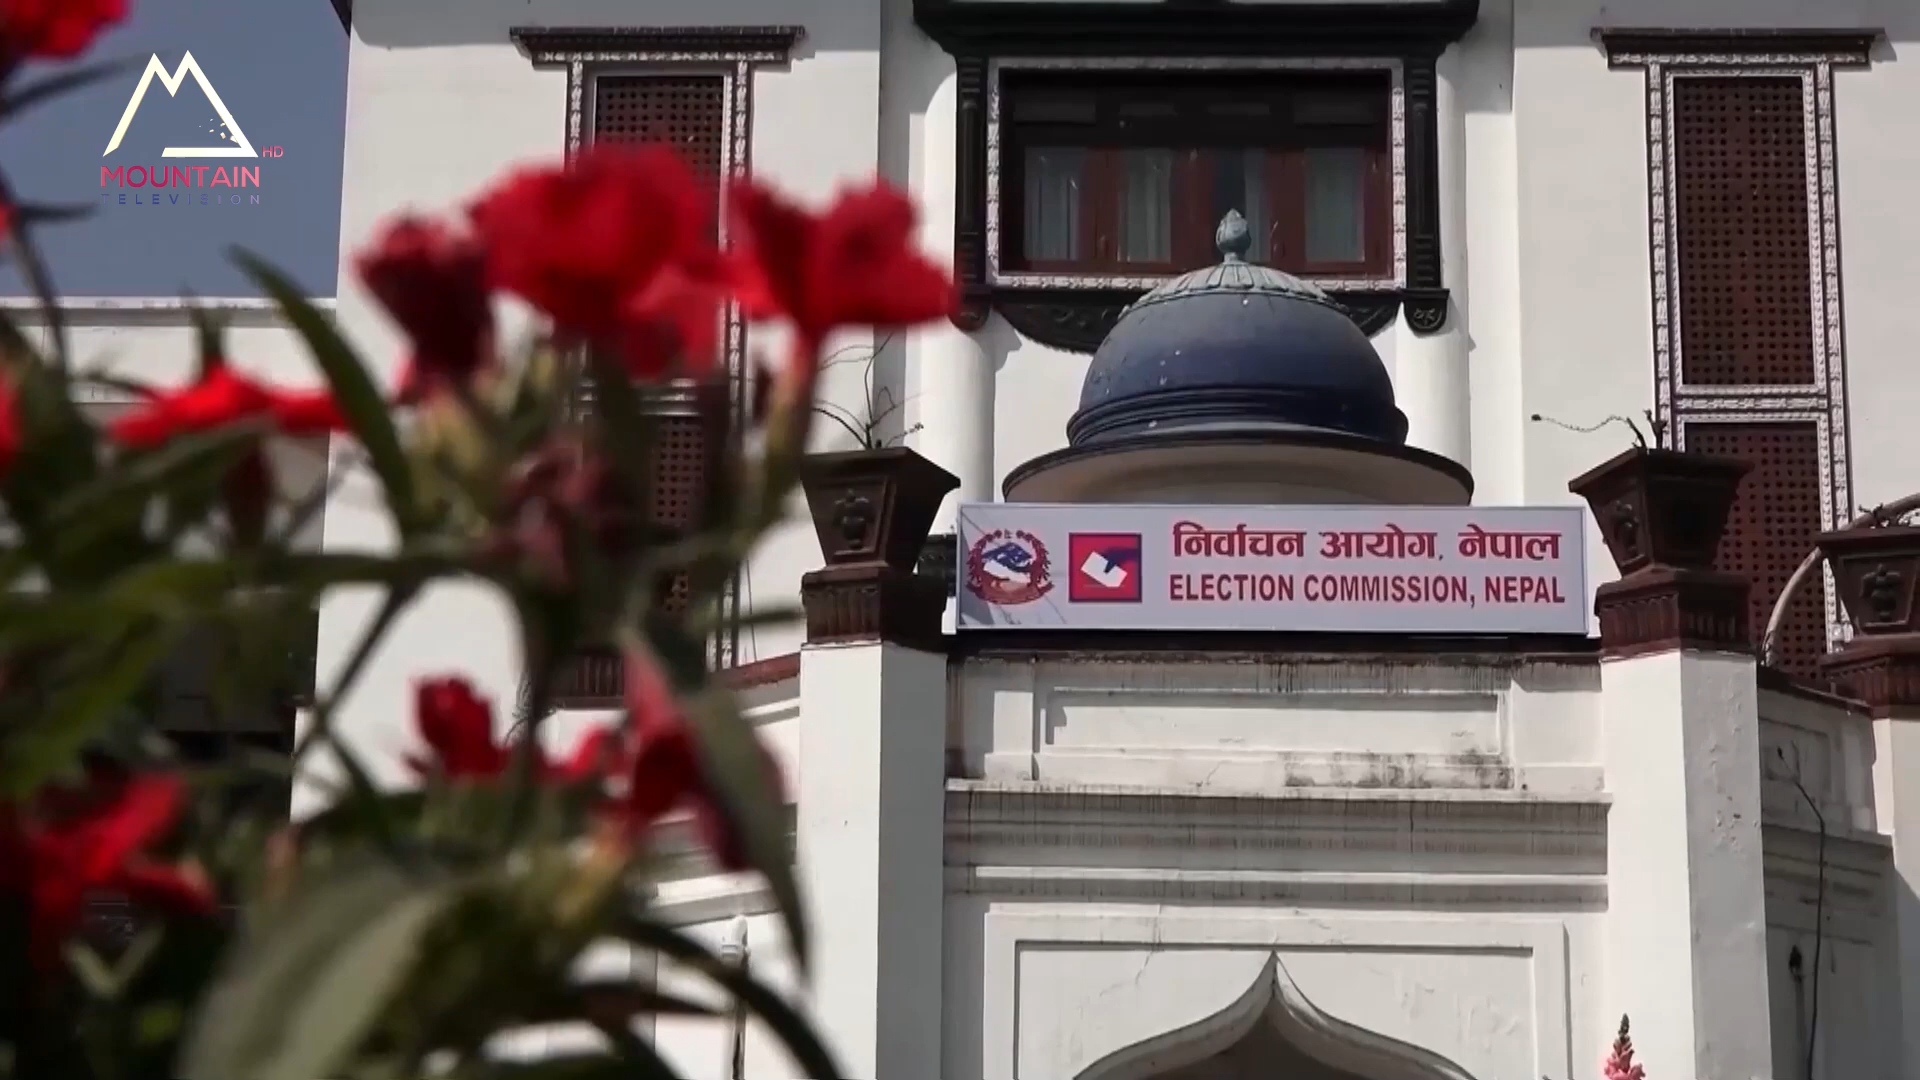 HD
MOUNTAIN
TELEVISION
निर्वाचन आयोग, नेपाल
ELECTION COMMISSION, NEPAL